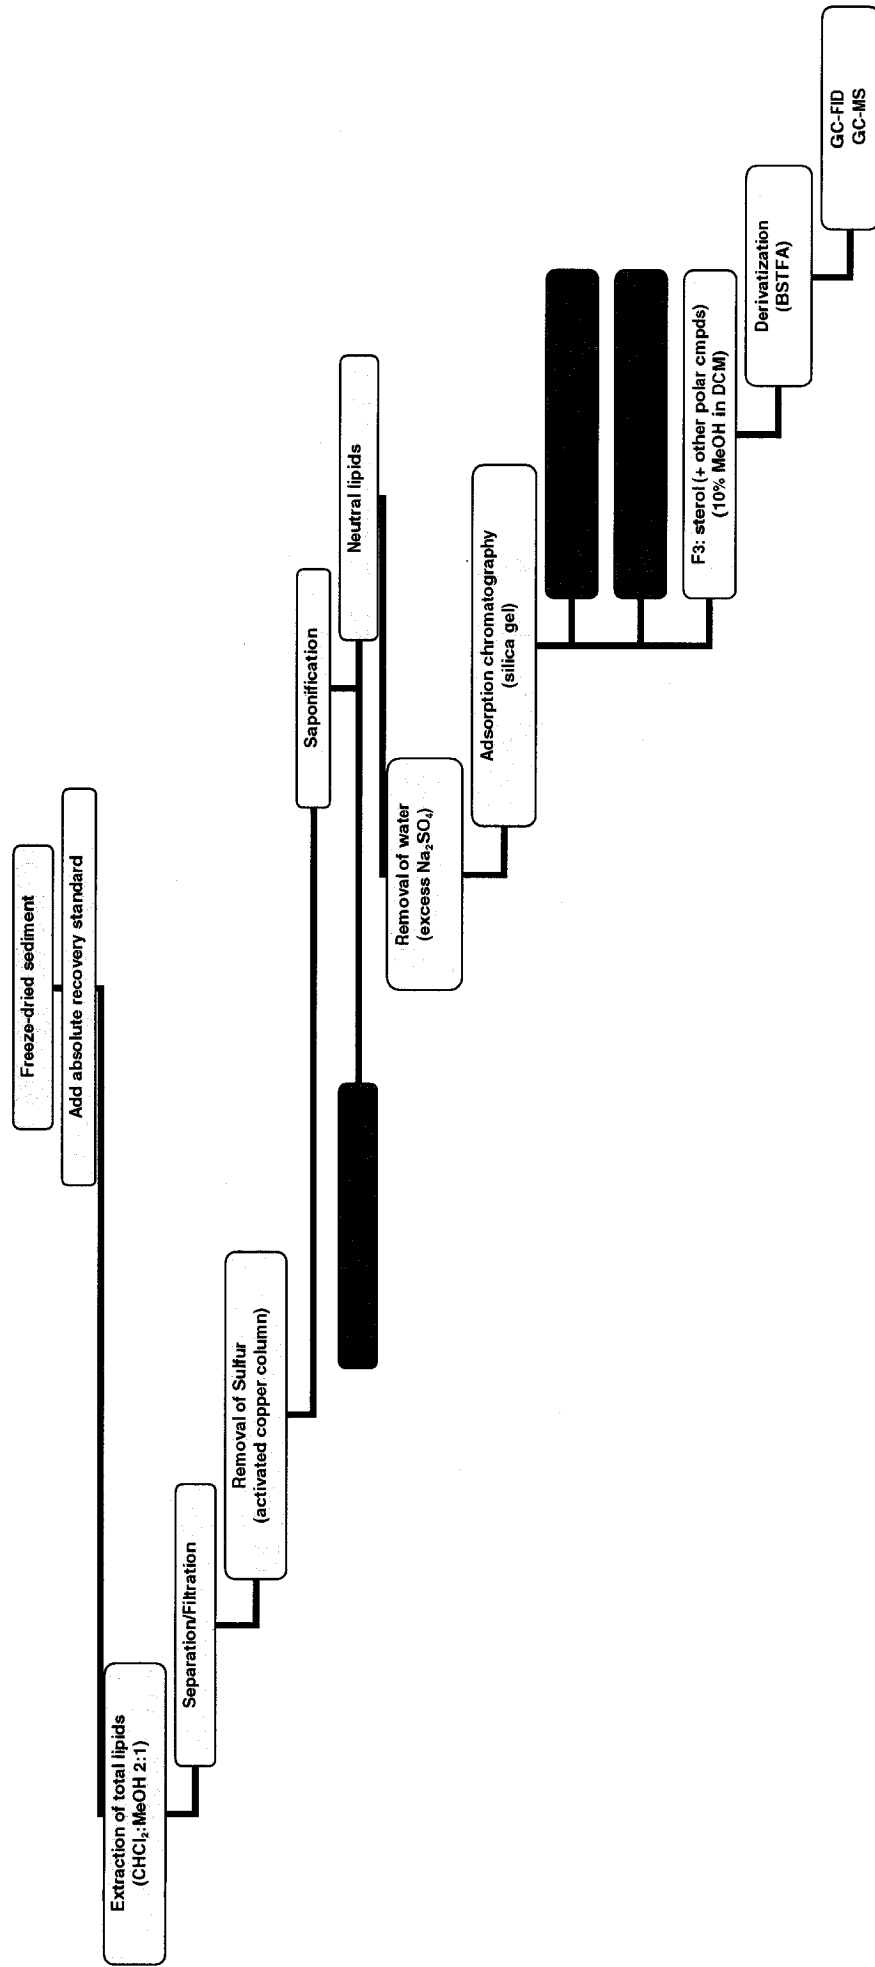 Freeze-dried sediment
Add absolute recovery standard
Extraction of total lipids
(CHCl₂:MeOH 2:1)
Separation/Filtration
Removal of Sulfur
(activated copper column)
Saponification
Neutral lipids
Removal of water
(excess Na₂SO₄)
Adsorption chromatography
(silica gel)
F3: sterol (+ other polar cmpds)
(10% MeOH in DCM)
Derivatization
(BSTFA)
GC-FID
GC-MS